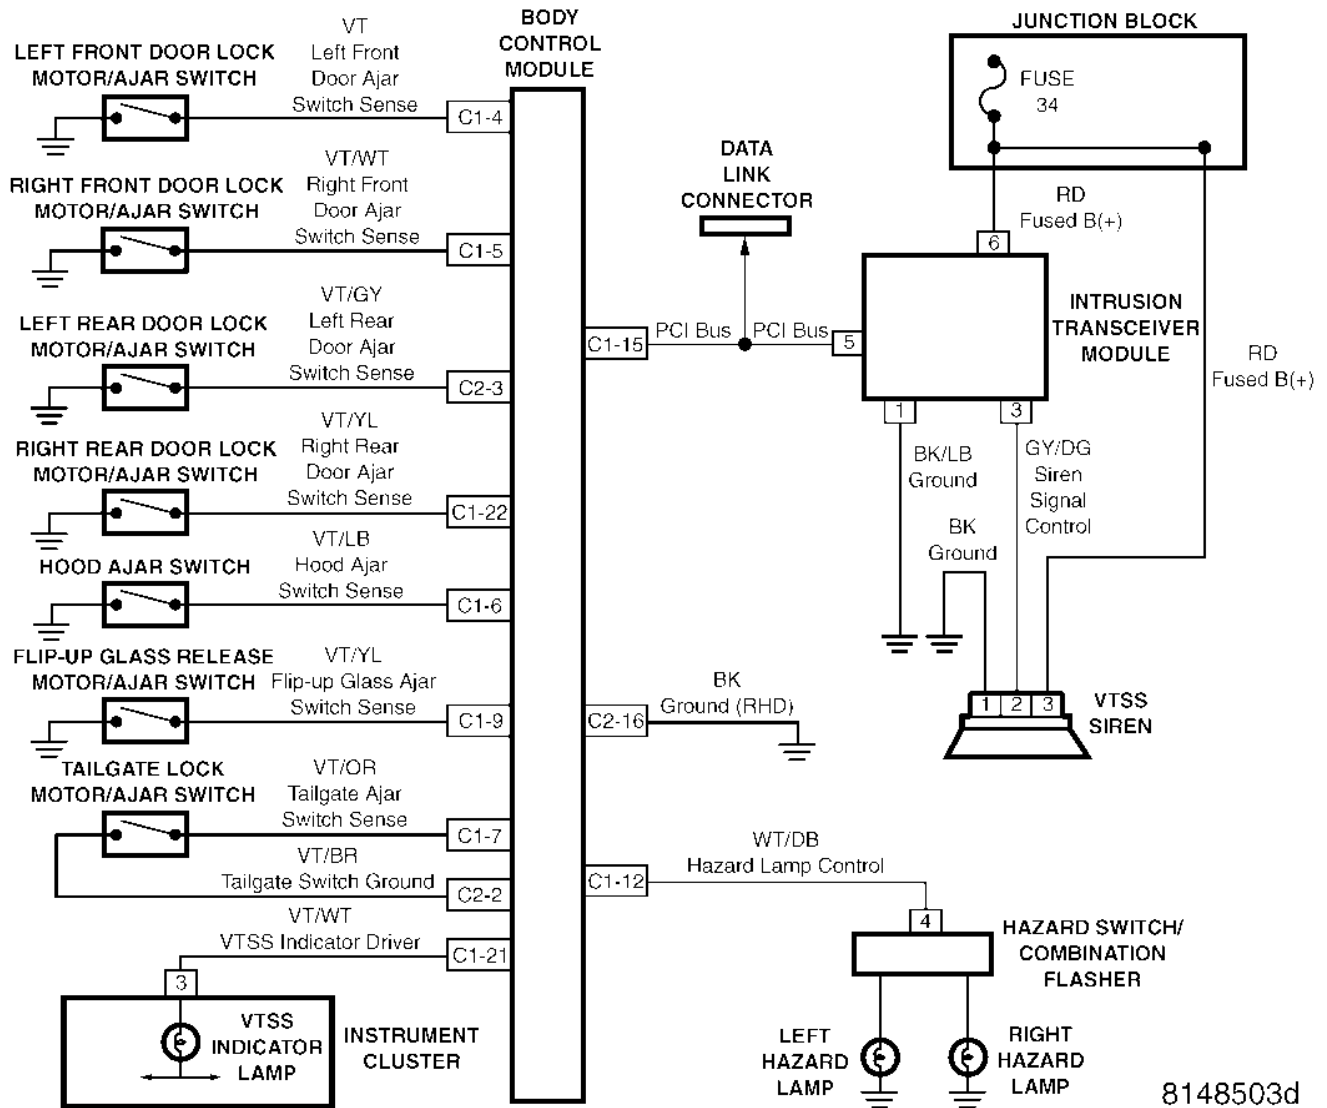 LEFT FRONT DOOR LOCK
MOTOR/AJAR SWITCH
VT
Left Front
Door Ajar
Switch Sense
C1-4
RIGHT FRONT DOOR LOCK
MOTOR/AJAR SWITCH
VT/WT
Right Front
Door Ajar
Switch Sense
C1-5
LEFT REAR DOOR LOCK
MOTOR/AJAR SWITCH
VT/GY
Left Rear
Door Ajar
Switch Sense
C2-3
RIGHT REAR DOOR LOCK
MOTOR/AJAR SWITCH
VT/YL
Right Rear
Door Ajar
Switch Sense
C1-22
HOOD AJAR SWITCH
VT/LB
Hood Ajar
Switch Sense
C1-6
FLIP-UP GLASS RELEASE
MOTOR/AJAR SWITCH
VT/YL
Flip-up Glass Ajar
Switch Sense
C1-9
TAILGATE LOCK
MOTOR/AJAR SWITCH
VT/OR
Tailgate Ajar
Switch Sense
C1-7
VT/BR
Tailgate Switch Ground
C2-2
VT/WT
VTSS Indicator Driver
C1-21
3
VTSS
INDICATOR
LAMP
INSTRUMENT
CLUSTER
BODY
CONTROL
MODULE
C1-15
PCI Bus
PCI Bus
DATA
LINK
CONNECTOR
JUNCTION BLOCK
FUSE
34
RD
Fused B(+)
6
5
INTRUSION
TRANSCEIVER
MODULE
RD
Fused B(+)
1
3
BK/LB
Ground
GY/DG
Siren
Signal
Control
BK
Ground
1
2
3
VTSS
SIREN
C2-16
BK
Ground (RHD)
C1-12
WT/DB
Hazard Lamp Control
4
HAZARD SWITCH/
COMBINATION
FLASHER
LEFT
HAZARD
LAMP
RIGHT
HAZARD
LAMP
8148503d